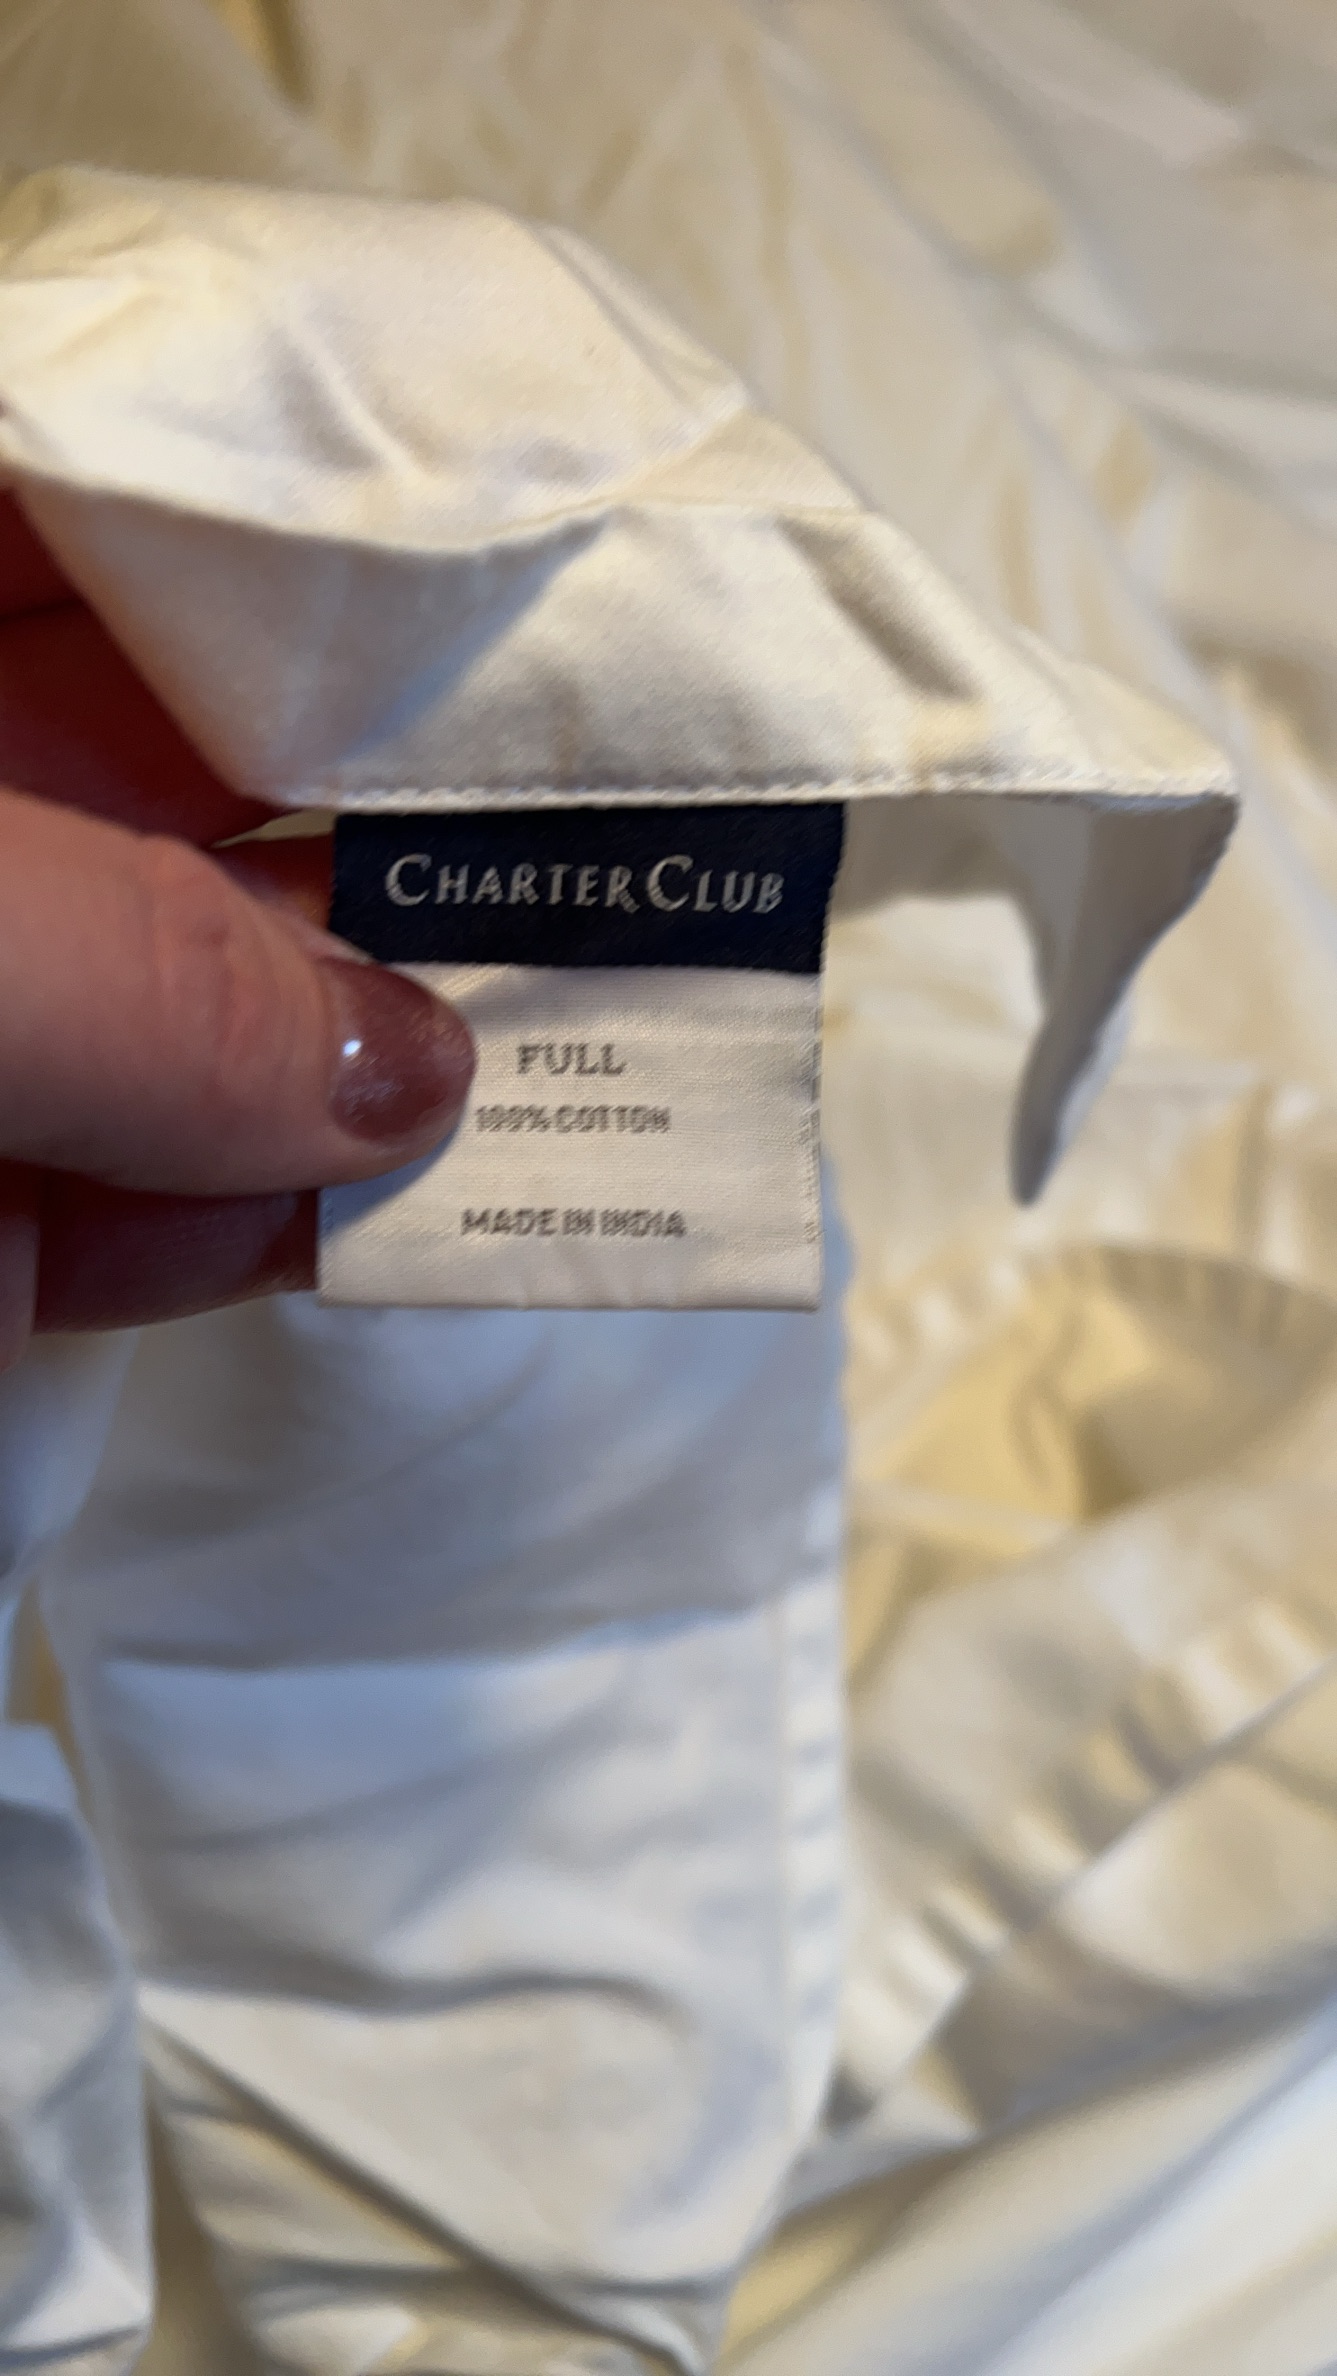 CHARTER CLUB
FULL
100% COTTON
MADE IN INDIA